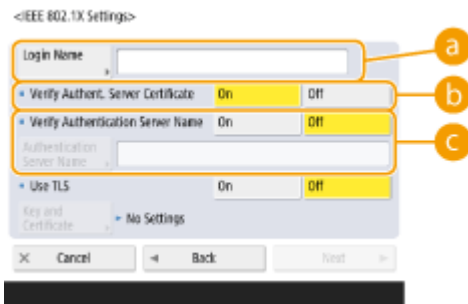 <IEEE 802.1X Settings>
Login Name
a
Verify Authent. Server Certificate On Off
b
Verify Authentication Server Name On Off
Authentication
Server Name
c
Use TLS On Off
Key and
Certificate
No Settings
Cancel Back Next